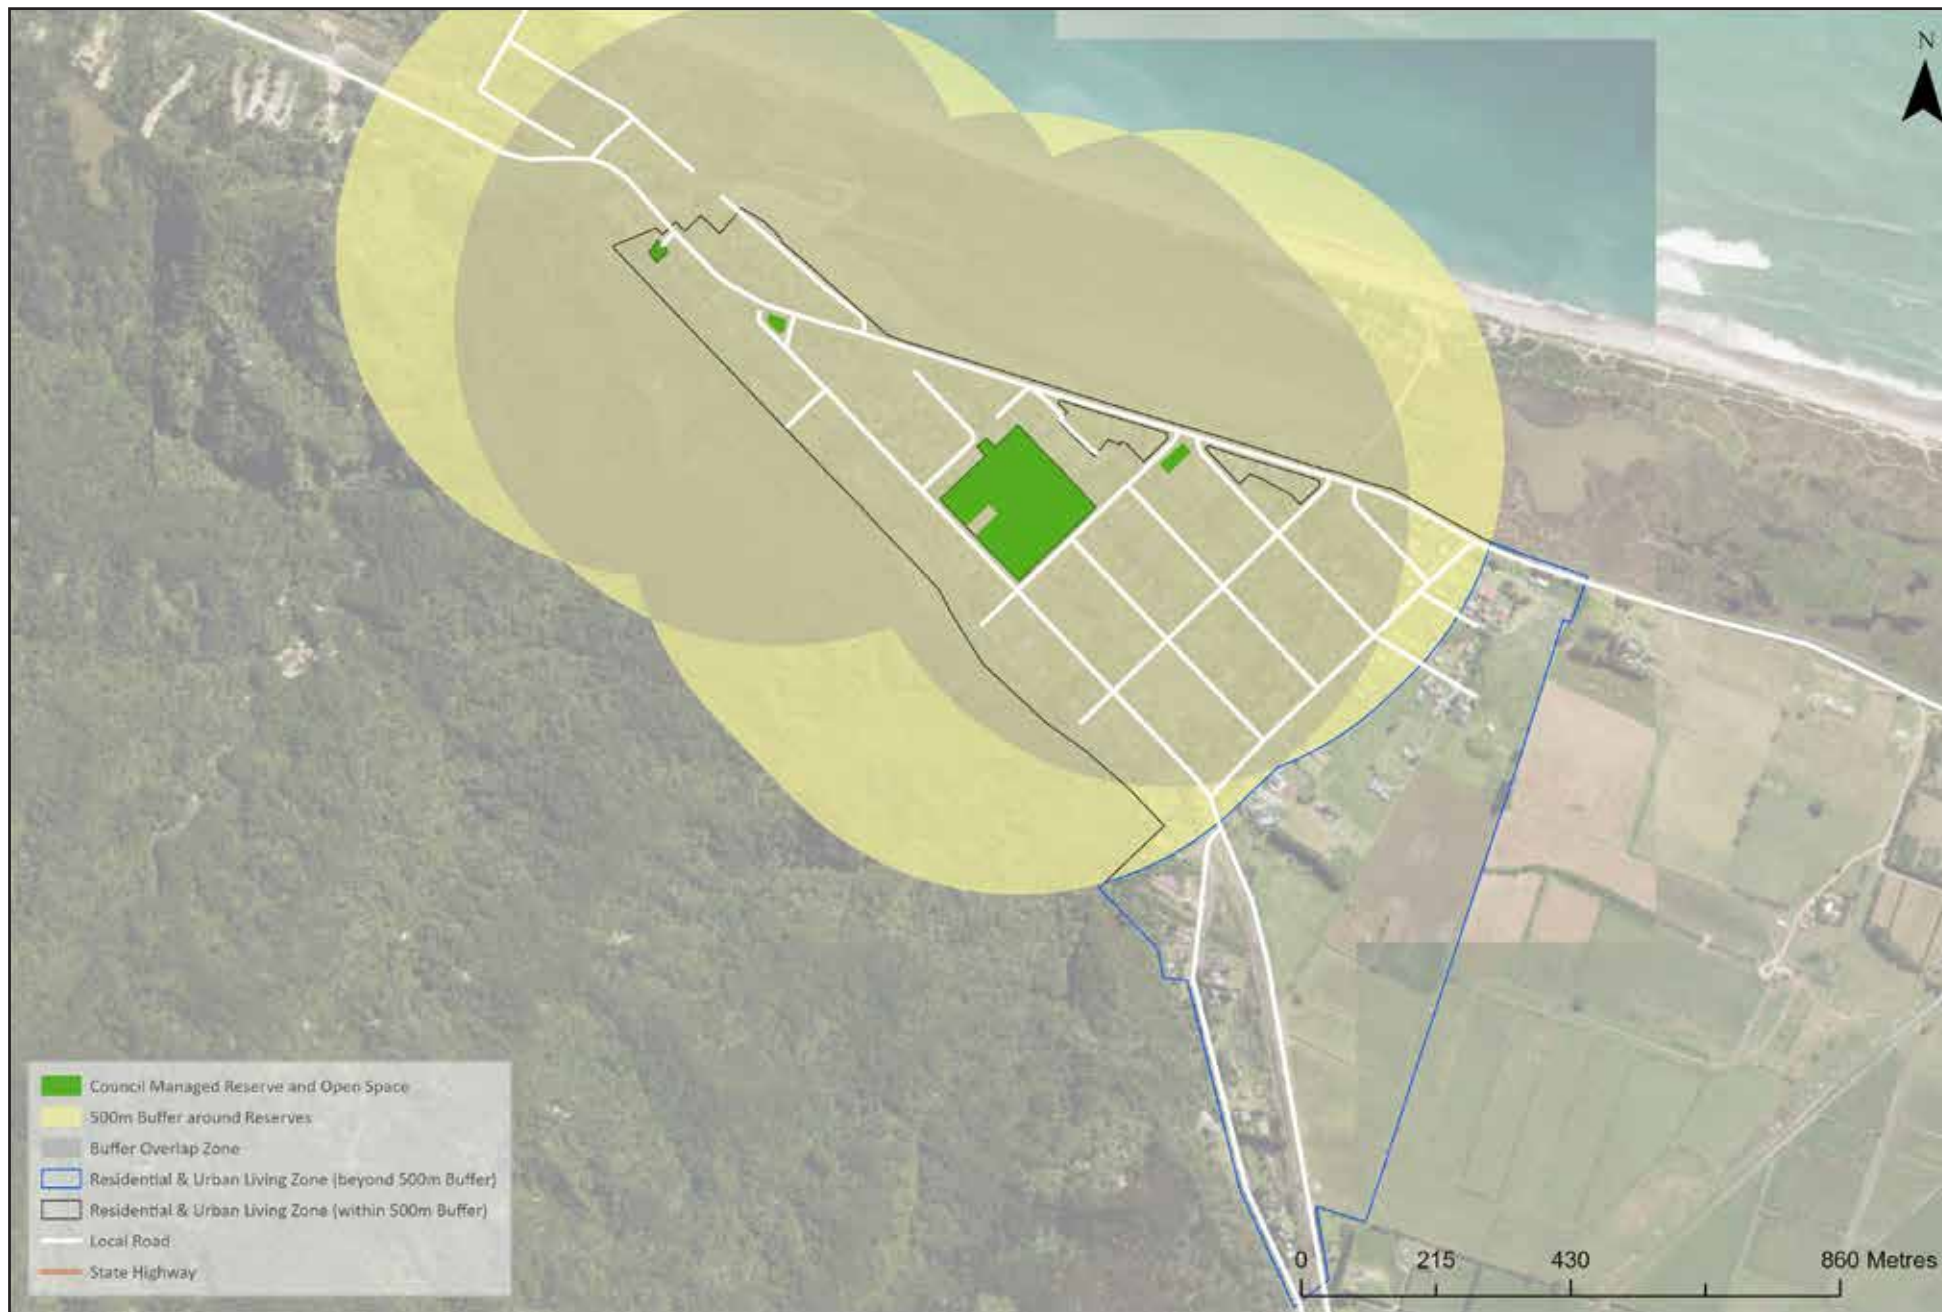 N
Council Managed Reserve and Open Space
500m Buffer around Reserves
Buffer Overlap Zone
Residential & Urban Living Zone (beyond 500m Buffer)
Residential & Urban Living Zone (within 500m Buffer)
Local Road
State Highway
0 215 430 860 Metres